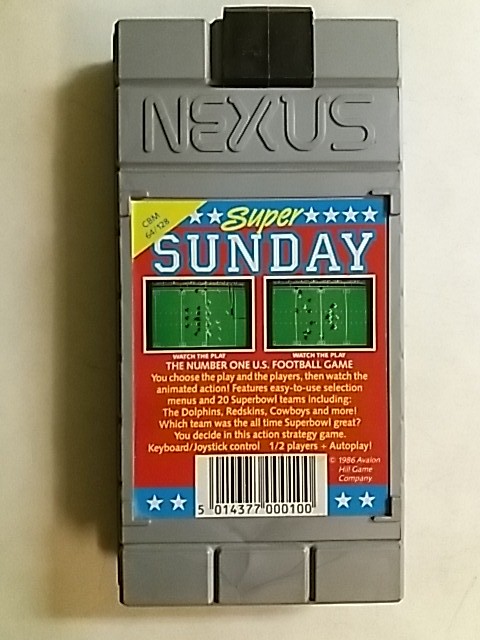 NEXUS
CBM
64/128
Super
SUNDAY
WATCH THE PLAY
WATCH THE PLAY
THE NUMBER ONE U.S. FOOTBALL GAME
You choose the play and the players, then watch the
animated action! Features easy-to-use selection
menus and 20 Superbowl teams including:
The Dolphins, Redskins, Cowboys and more!
Which team was the all time Superbowl great?
You decide in this action strategy game.
Keyboard/Joystick control 1/2 players + Autoplay!
© 1986 Avalon
Hill Game
Company
5 014377 000100